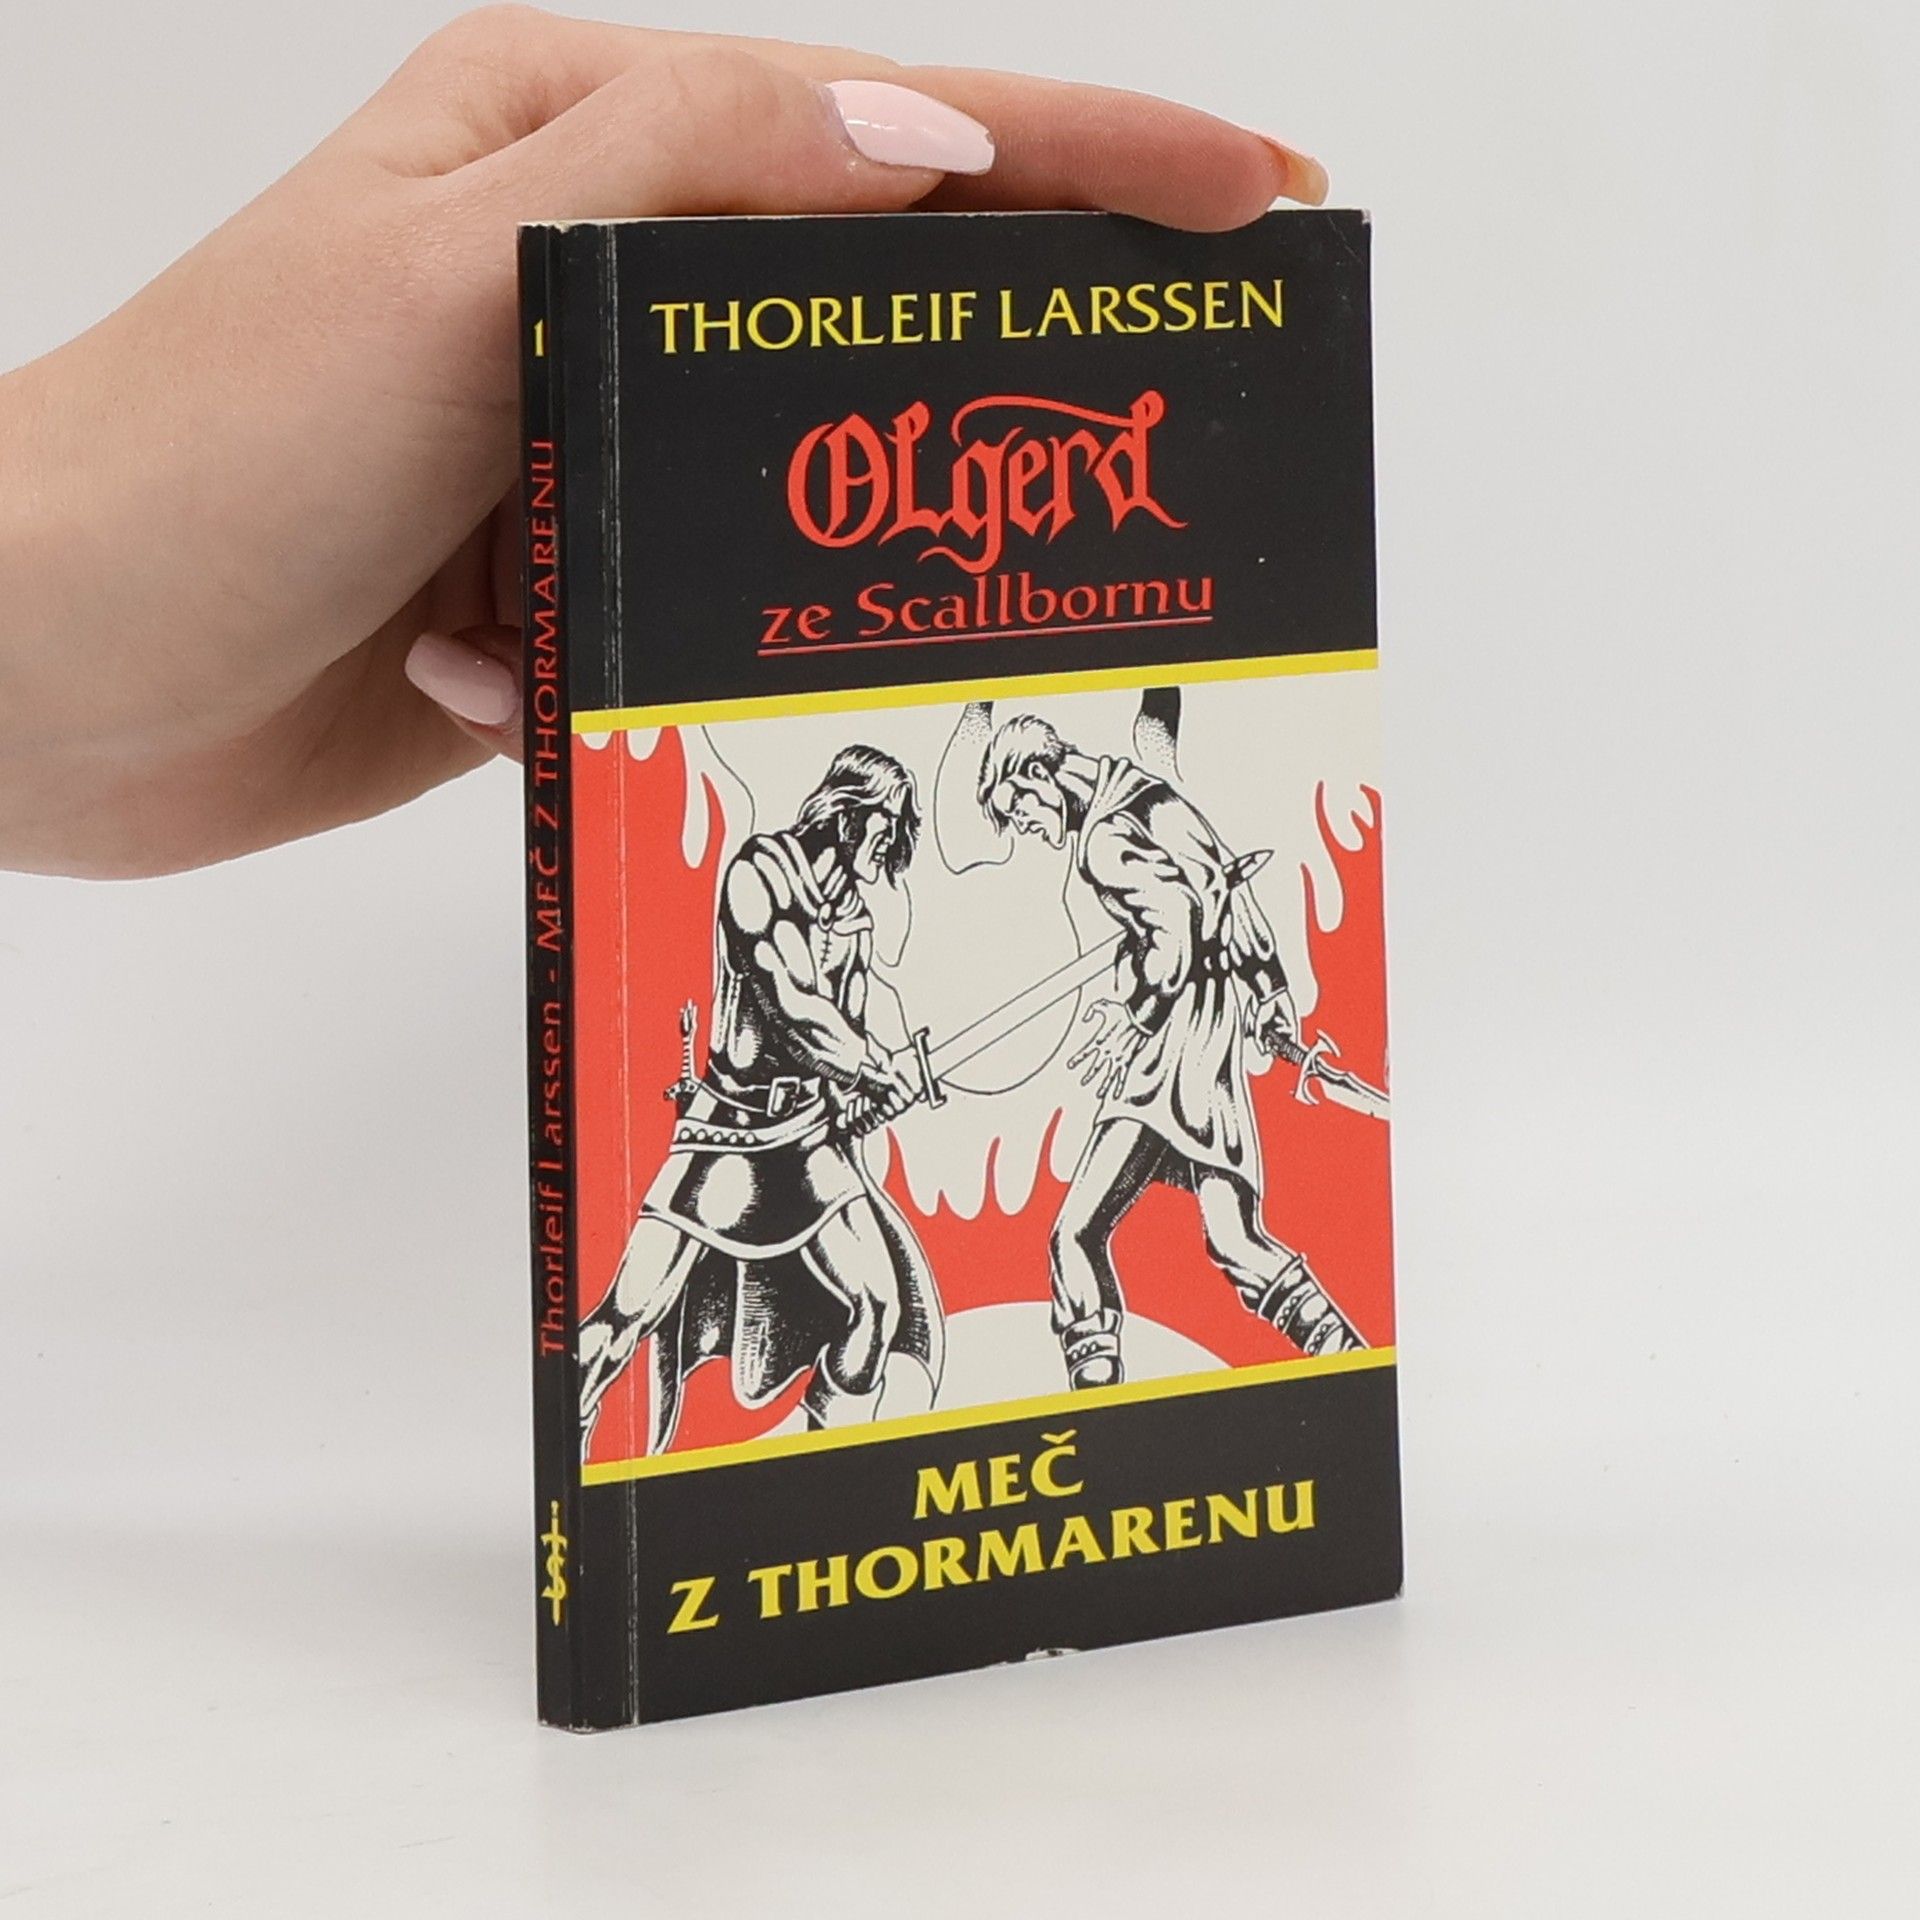 1
Thorleif Larssen - MEČ Z THORMARENU
THORLEIF LARSSEN
OLgerd
ze Scallbornu
MEČ
Z THORMARENU